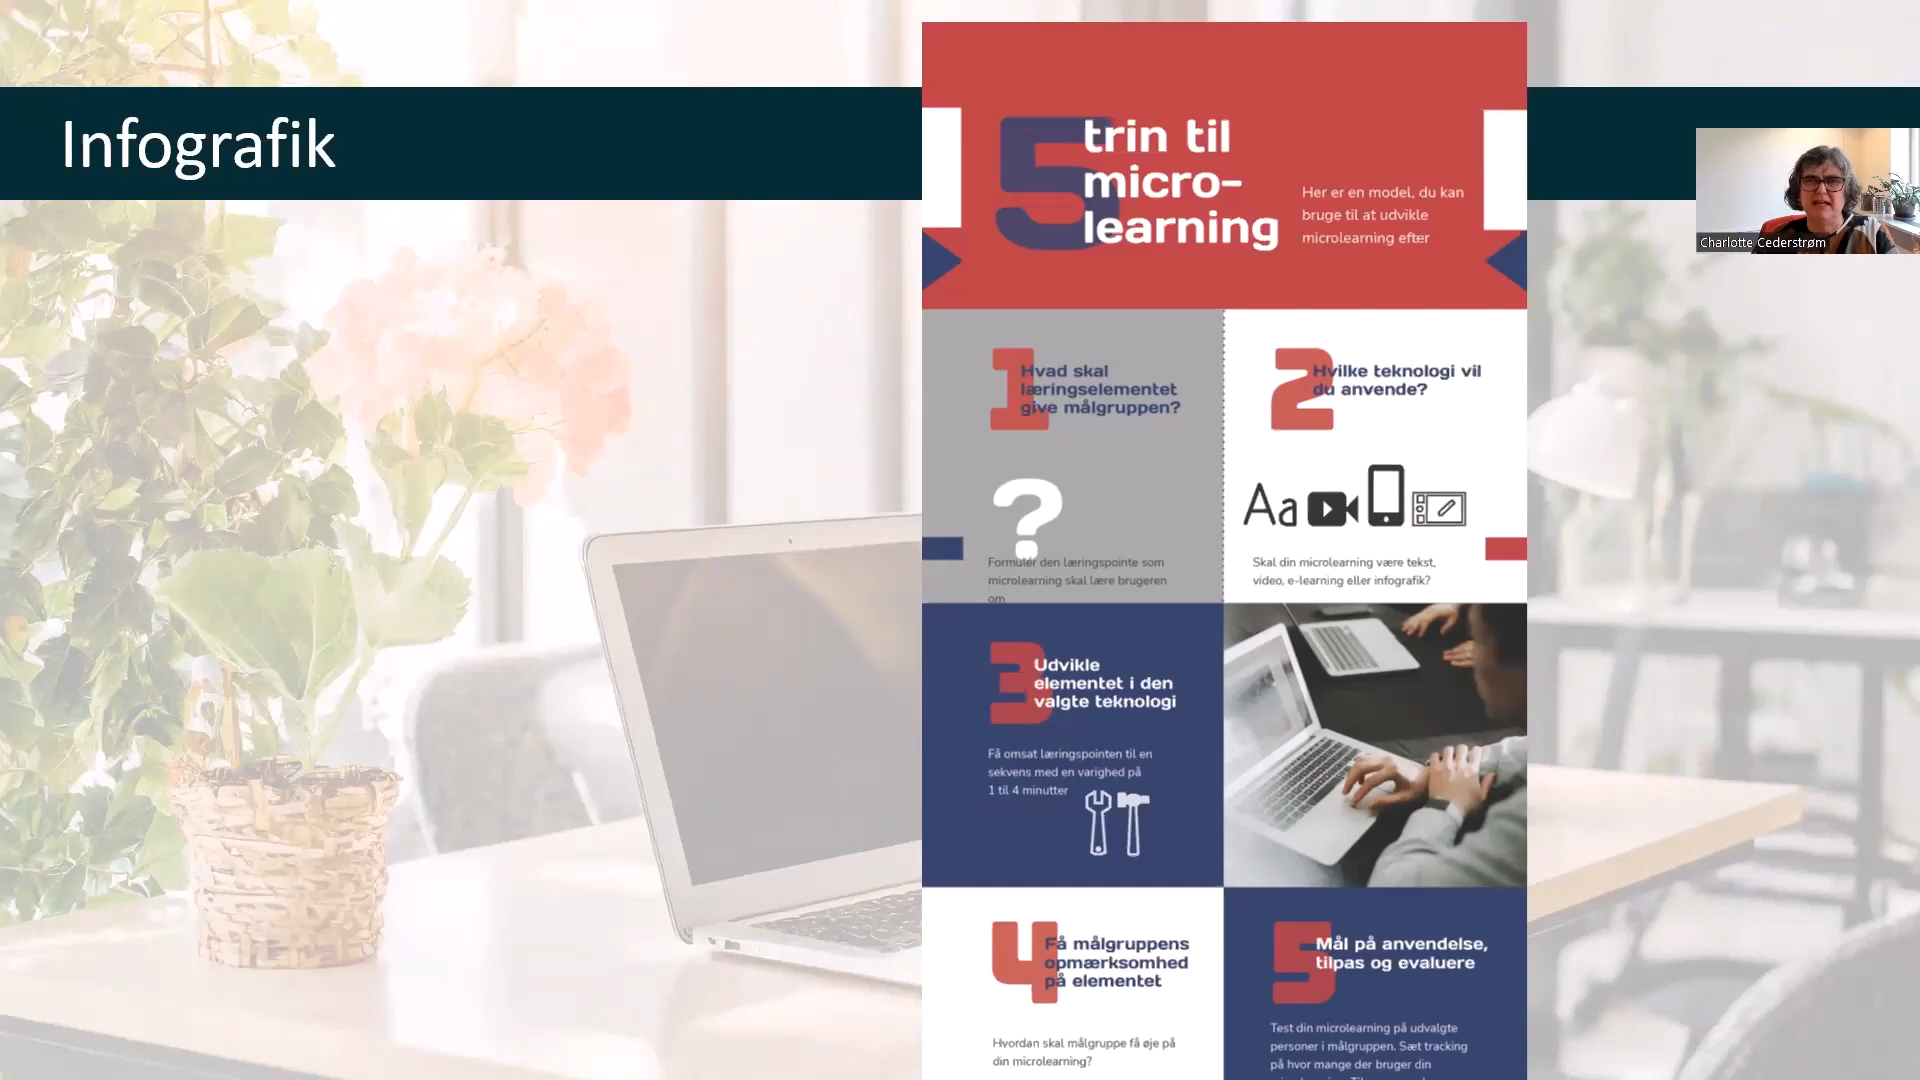 Infografik
5
trin til
micro-
learning
Her er en model, du kan
bruge til at udvikle
microlearning efter
Charlotte Cederstrøm
1
Hvad skal
læringselementet
give målgruppen?
?
Formulér den læringspointe som
microlearning skal lære brugeren
om
2
Hvilke teknologi vil
du anvende?
Aa
Skal din microlearning være tekst,
video, e-learning eller infografik?
3
Udvikle
elementet i den
valgte teknologi
Få omsat læringspointen til en
sekvens med en varighed på
1 til 4 minutter
4
Få målgruppens
opmærksomhed
på elementet
Hvordan skal målgruppe få øje på
din microlearning?
5
Mål på anvendelse,
tilpas og evaluere
Test din microlearning på udvalgte
personer i målgruppen. Sæt tracking
på hvor mange der bruger din